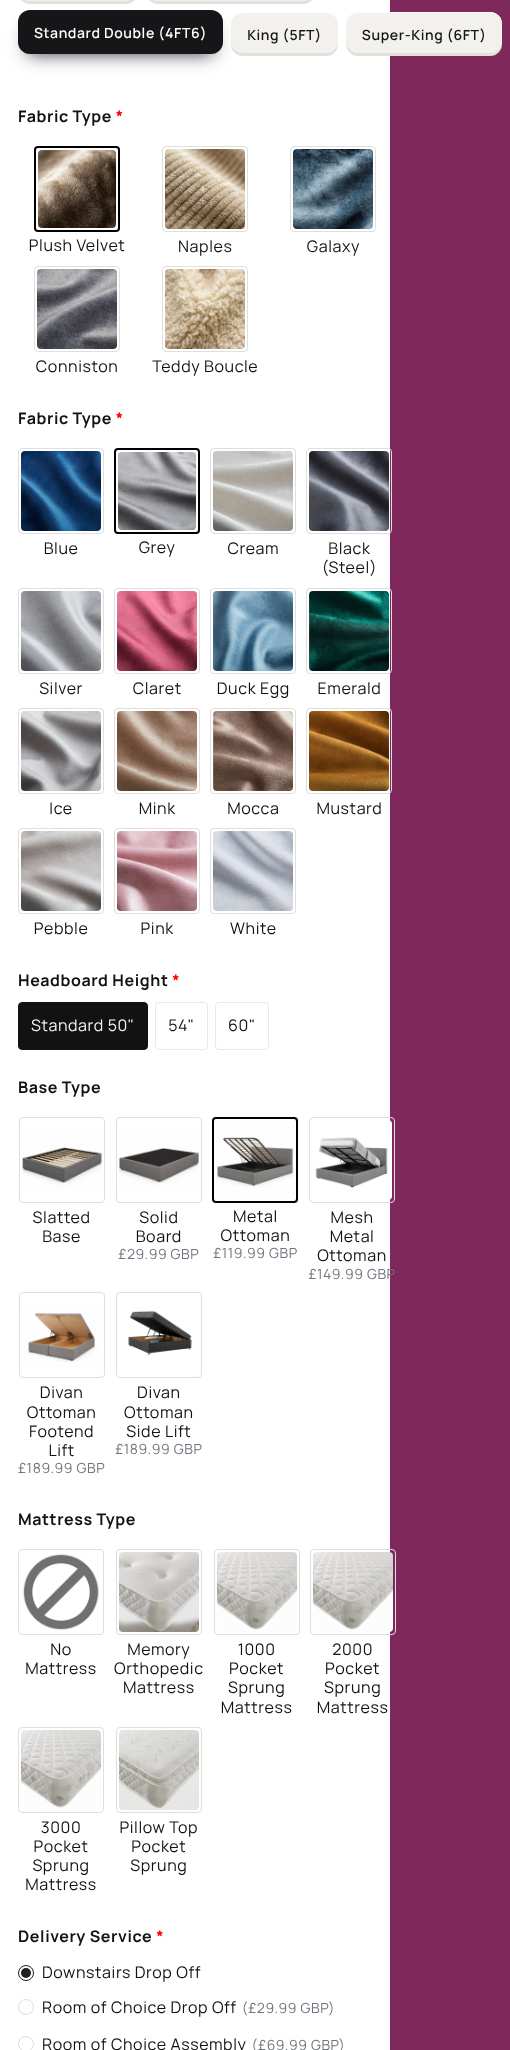 Standard Double (4FT6) King (5FT) Super-King (6FT)
Fabric Type *
Plush Velvet Naples Galaxy
Conniston Teddy Boucle
Fabric Type *
Blue Grey Cream Black
(Steel)
Silver Claret Duck Egg Emerald
Ice Mink Mocca Mustard
Pebble Pink White
Headboard Height *
Standard 50" 54" 60"
Base Type
Slatted
Base
Solid
Board
£29.99 GBP
Metal
Ottoman
£119.99 GBP
Mesh
Metal
Ottoman
£149.99 GBP
Divan
Ottoman
Footend
Lift
£189.99 GBP
Divan
Ottoman
Side Lift
£189.99 GBP
Mattress Type
No
Mattress
Memory
Orthopedic
Mattress
1000
Pocket
Sprung
Mattress
2000
Pocket
Sprung
Mattress
3000
Pocket
Sprung
Mattress
Pillow Top
Pocket
Sprung
Delivery Service *
Downstairs Drop Off
Room of Choice Drop Off (£29.99 GBP)
Room of Choice Assembly (£69.99 GBP)